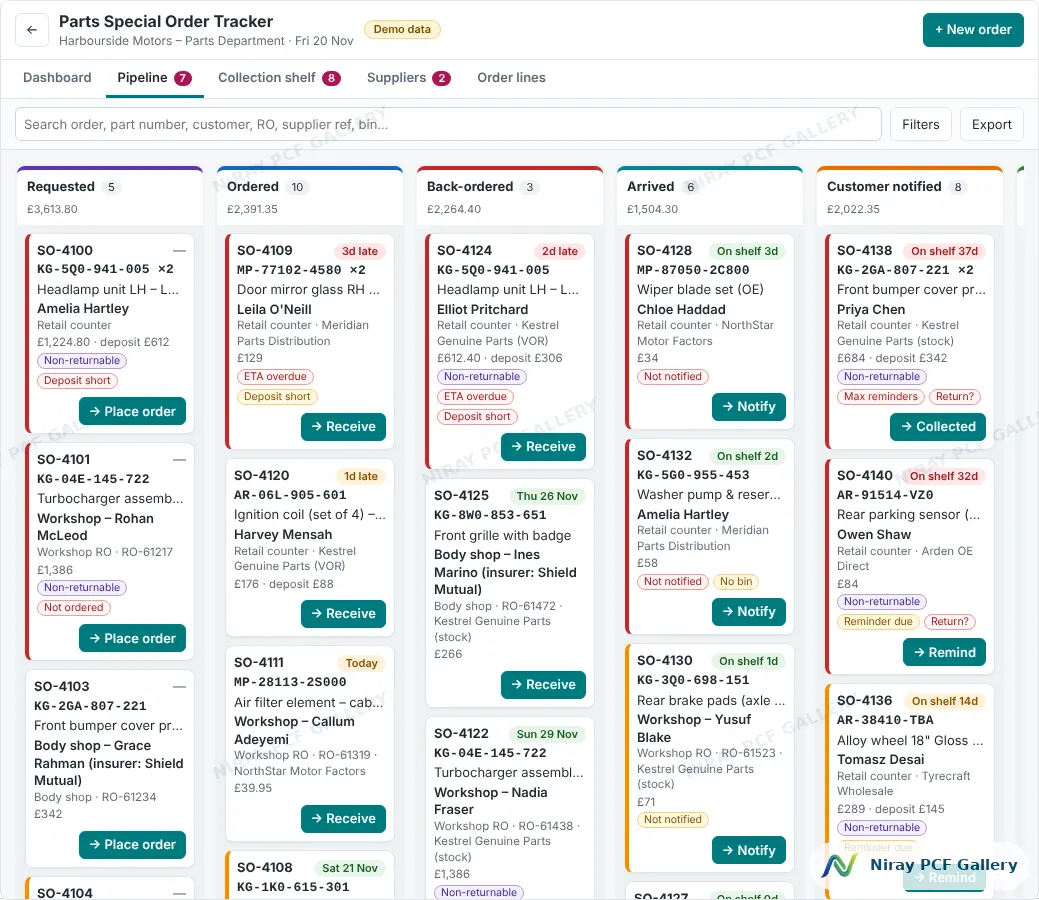 ←
Parts Special Order Tracker
Harbourside Motors – Parts Department · Fri 20 Nov
Demo data
+ New order
Dashboard
Pipeline 7
Collection shelf 8
Suppliers 2
Order lines
Search order, part number, customer, RO, supplier ref, bin...
Filters
Export
Requested 5
£3,613.80
SO-4100 —
KG-5Q0-941-005 ×2
Headlamp unit LH – L...
Amelia Hartley
Retail counter
£1,224.80 · deposit £612
Non-returnable
Deposit short
→ Place order
SO-4101 —
KG-04E-145-722
Turbocharger assemb...
Workshop – Rohan
McLeod
Workshop RO · RO-61217
£1,386
Non-returnable
Not ordered
→ Place order
SO-4103 —
KG-2GA-807-221
Front bumper cover pr...
Body shop – Grace
Rahman (insurer: Shield
Mutual)
Body shop · RO-61234
£342
→ Place order
SO-4104 —
Ordered 10
£2,391.35
SO-4109 3d late
MP-77102-4580 ×2
Door mirror glass RH ...
Leila O'Neill
Retail counter · Meridian
Parts Distribution
£129
ETA overdue
Deposit short
→ Receive
SO-4120 1d late
AR-06L-905-601
Ignition coil (set of 4) –...
Harvey Mensah
Retail counter · Kestrel
Genuine Parts (VOR)
£176 · deposit £88
→ Receive
SO-4111 Today
MP-28113-2S000
Air filter element – cab...
Workshop – Callum
Adeyemi
Workshop RO · RO-61319 ·
NorthStar Motor Factors
£39.95
→ Receive
SO-4108 Sat 21 Nov
KG-1K0-615-301
Back-ordered 3
£2,264.40
SO-4124 2d late
KG-5Q0-941-005
Headlamp unit LH – L...
Elliot Pritchard
Retail counter · Kestrel
Genuine Parts (VOR)
£612.40 · deposit £306
Non-returnable
ETA overdue
Deposit short
→ Receive
SO-4125 Thu 26 Nov
KG-8W0-853-651
Front grille with badge
Body shop – Ines
Marino (insurer: Shield
Mutual)
Body shop · RO-61472 ·
Kestrel Genuine Parts
(stock)
£266
→ Receive
SO-4122 Sun 29 Nov
KG-04E-145-722
Turbocharger assembl...
Workshop – Nadia
Fraser
Workshop RO · RO-61438 ·
Kestrel Genuine Parts
(stock)
£1,386
Non-returnable
Arrived 6
£1,504.30
SO-4128 On shelf 3d
MP-87050-2C800
Wiper blade set (OE)
Chloe Haddad
Retail counter · NorthStar
Motor Factors
£34
Not notified
→ Notify
SO-4132 On shelf 2d
KG-5G0-955-453
Washer pump & reser...
Amelia Hartley
Retail counter · Meridian
Parts Distribution
£58
Not notified No bin
→ Notify
SO-4130 On shelf 1d
KG-3Q0-698-151
Rear brake pads (axle ...
Workshop – Yusuf
Blake
Workshop RO · RO-61523 ·
Kestrel Genuine Parts
(stock)
£71
Not notified
→ Notify
SO-4127 On shelf 0d
Customer notified 8
£2,022.35
SO-4138 On shelf 37d
KG-2GA-807-221 ×2
Front bumper cover pr...
Priya Chen
Retail counter · Kestrel
Genuine Parts (stock)
£684 · deposit £342
Non-returnable
Max reminders Return?
→ Collected
SO-4140 On shelf 32d
AR-91514-VZ0
Rear parking sensor (...
Owen Shaw
Retail counter · Arden OE
Direct
£84
Non-returnable
Reminder due Return?
→ Remind
SO-4136 On shelf 14d
AR-38410-TBA
Alloy wheel 18" Gloss ...
Tomasz Desai
Retail counter · Tyrecraft
Wholesale
£289 · deposit £145
Non-returnable
Reminder due
→ Remind
Niray PCF Gallery
NIRAY PCF GALLERY